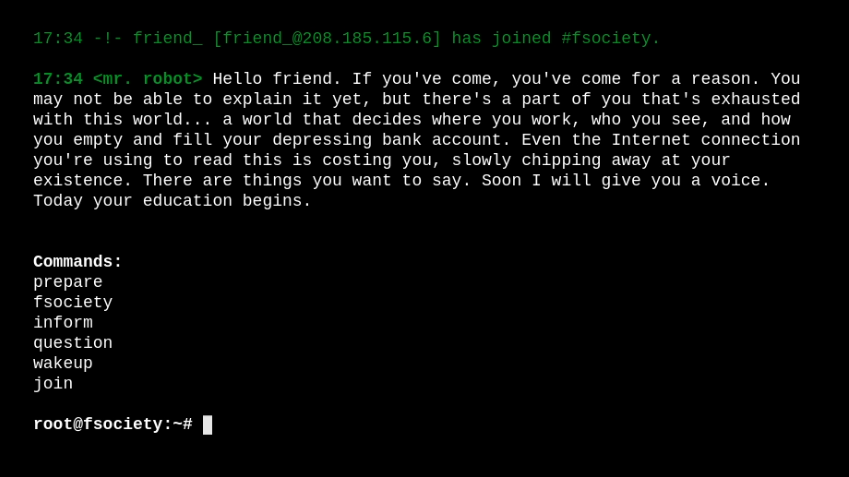 17:34 -!- friend_ [friend_@208.185.115.6] has joined #fsociety.
17:34 <mr. robot> Hello friend. If you've come, you've come for a reason. You
may not be able to explain it yet, but there's a part of you that's exhausted
with this world... a world that decides where you work, who you see, and how
you empty and fill your depressing bank account. Even the Internet connection
you're using to read this is costing you, slowly chipping away at your
existence. There are things you want to say. Soon I will give you a voice.
Today your education begins.
Commands:
prepare
fsociety
inform
question
wakeup
join
root@fsociety:~#